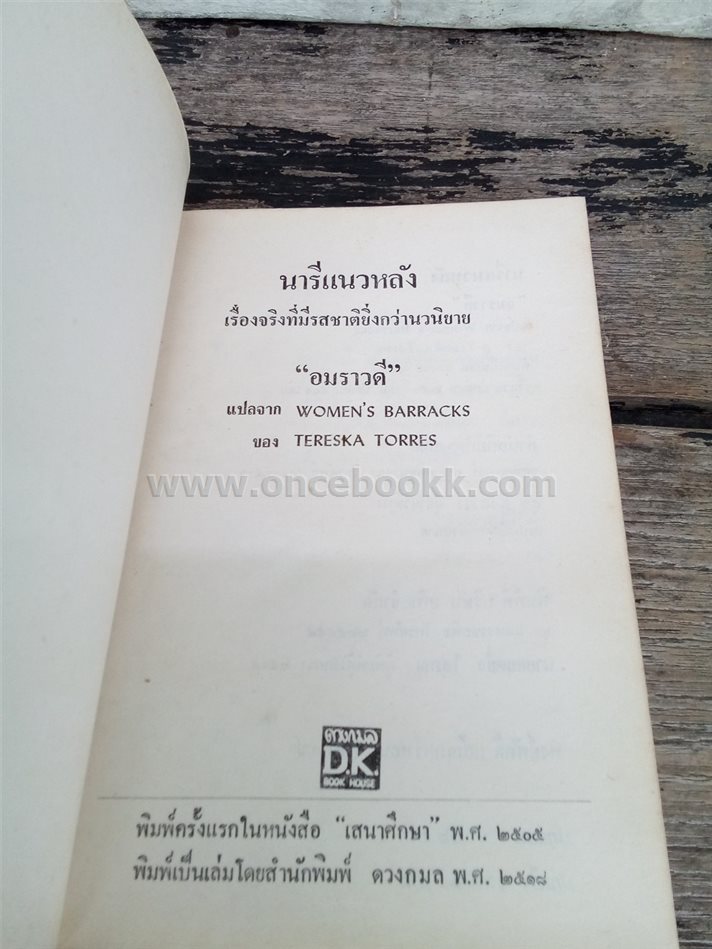 นารีแนวหลัง
เรื่องจริงที่มีรสชาติยิ่งกว่านวนิยาย
“อมราวดี”
แปลจาก WOMEN'S BARRACKS
ของ TERESKA TORRES
www.oncebookk.com
ดวงกมล
D.K.
BOOK HOUSE
พิมพ์ครั้งแรกในหนังสือ “เสนาศึกษา” พ.ศ. ๒๕๐๕
พิมพ์เป็นเล่มโดยสำนักพิมพ์ ดวงกมล พ.ศ. ๒๕๑๘